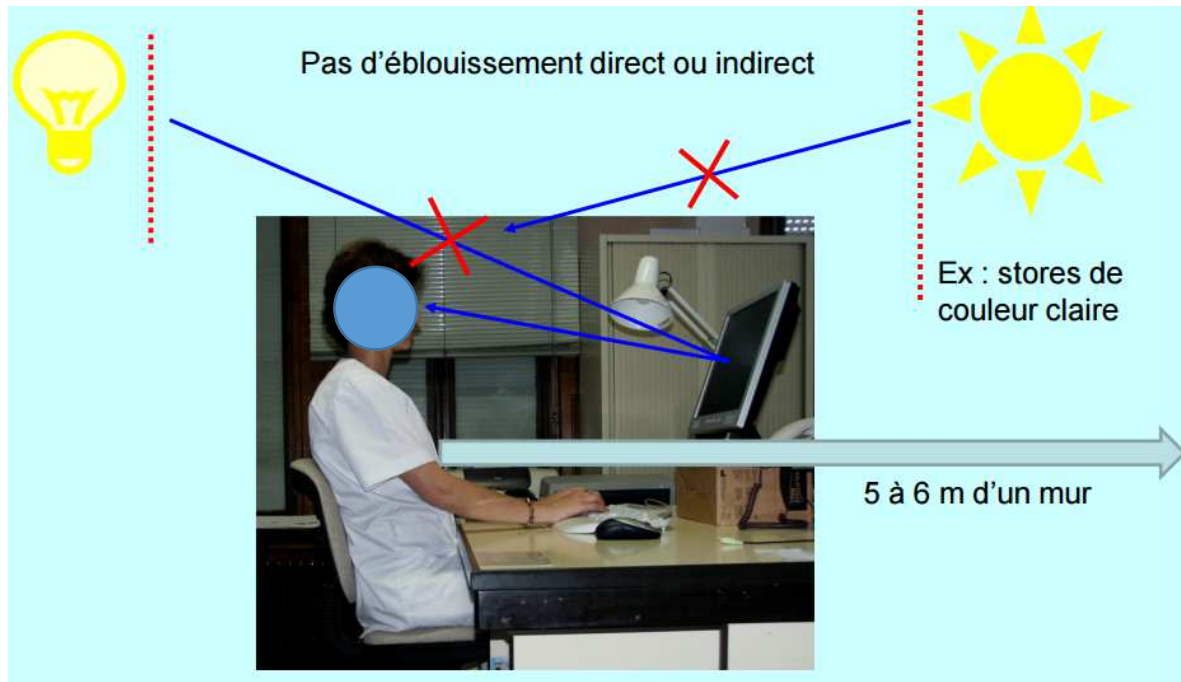 Pas d'éblouissement direct ou indirect
Ex : stores de
couleur claire
5 à 6 m d'un mur